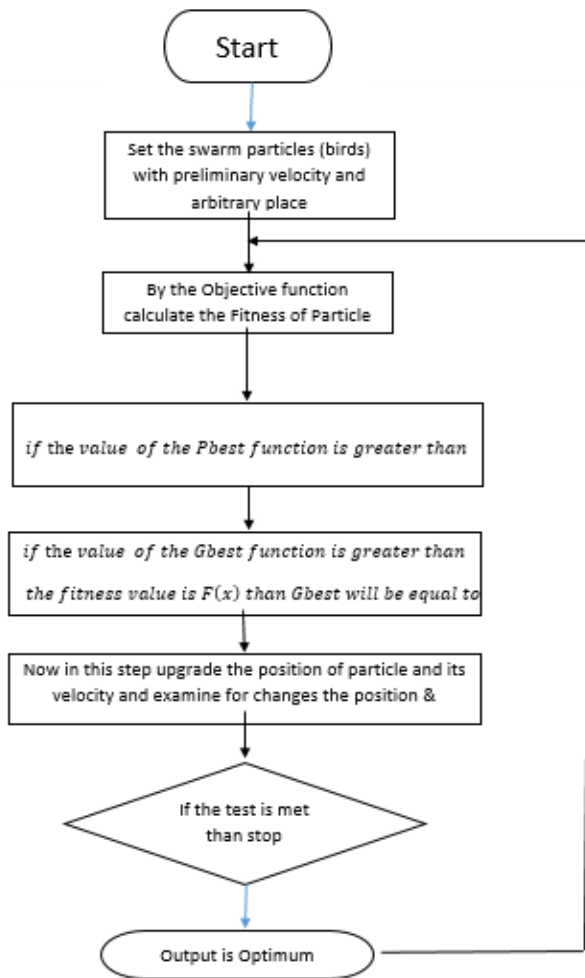 Start
Set the swarm particles (birds)
with preliminary velocity and
arbitrary place
By the Objective function
calculate the Fitness of Particle
if the value of the Pbest function is greater than
if the value of the Gbest function is greater than
the fitness value is F(x) than Gbest will be equal to
Now in this step upgrade the position of particle and its
velocity and examine for changes the position &
If the test is met
than stop
Output is Optimum